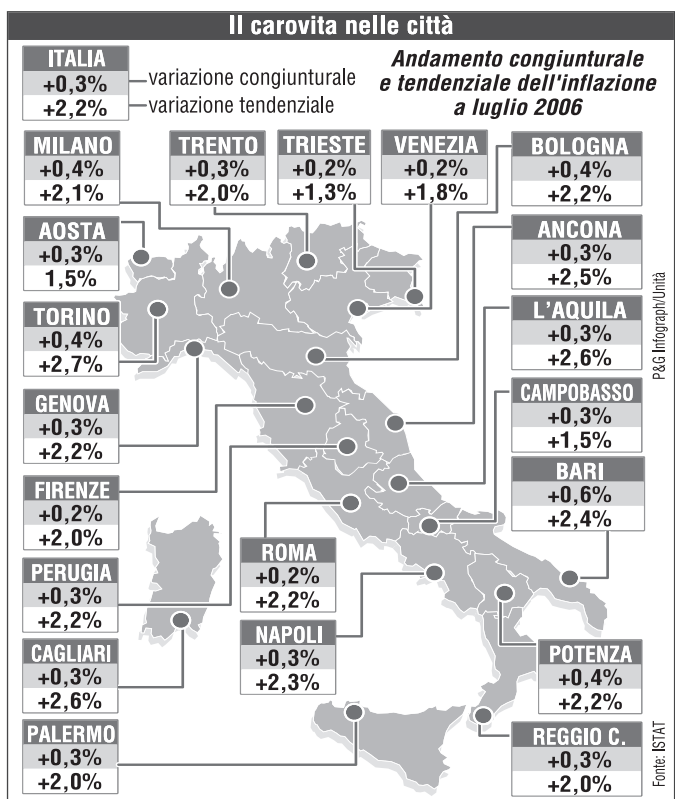 Il carovita nelle città
ITALIA
+0,3%
+2,2%
variazione congiunturale
variazione tendenziale
Andamento congiunturale
e tendenziale dell'inflazione
a luglio 2006
MILANO
+0,4%
+2,1%
TRENTO
+0,3%
+2,0%
TRIESTE
+0,2%
+1,3%
VENEZIA
+0,2%
+1,8%
BOLOGNA
+0,4%
+2,2%
AOSTA
+0,3%
1,5%
ANCONA
+0,3%
+2,5%
TORINO
+0,4%
+2,7%
L'AQUILA
+0,3%
+2,6%
GENOVA
+0,3%
+2,2%
CAMPOBASSO
+0,3%
+1,5%
FIRENZE
+0,2%
+2,0%
BARI
+0,6%
+2,4%
PERUGIA
+0,3%
+2,2%
ROMA
+0,2%
+2,2%
CAGLIARI
+0,3%
+2,6%
NAPOLI
+0,3%
+2,3%
POTENZA
+0,4%
+2,2%
PALERMO
+0,3%
+2,0%
REGGIO C.
+0,3%
+2,0%
P&G Infograph/Unità
Fonte: ISTAT